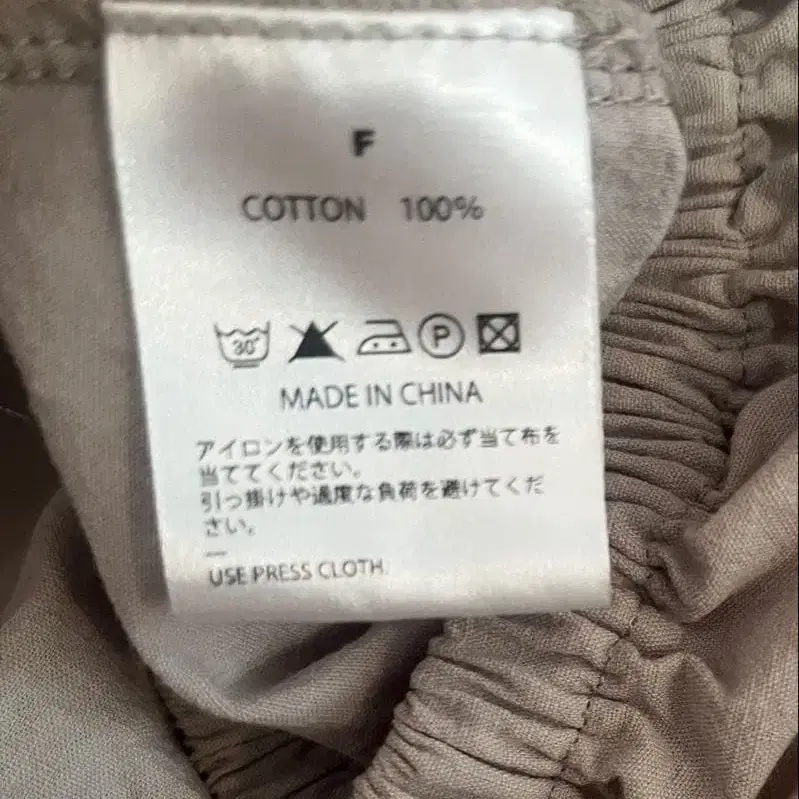 F
COTTON 100%
30° P
MADE IN CHINA
アイロンを使用する際は必ず当て布を
当ててください。
引っ掛けや過度な負荷を避けてくだ
さい。
—
USE PRESS CLOTH.